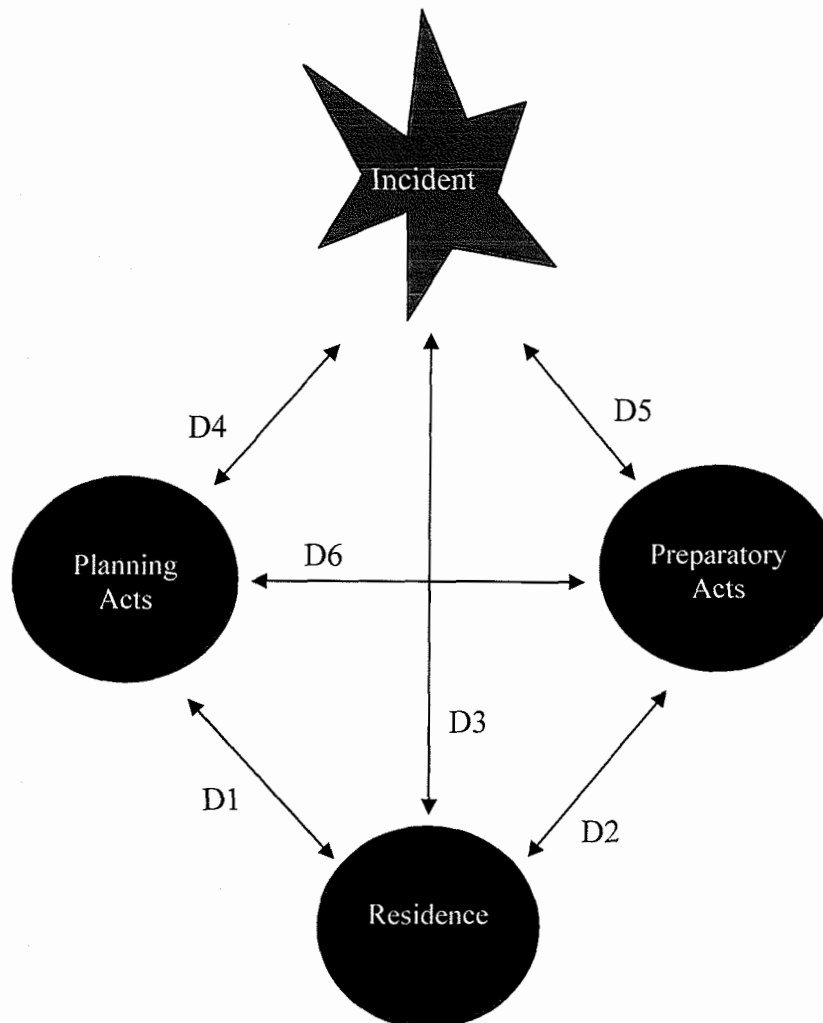 Incident
D4
D5
Planning
Acts
D6
Preparatory
Acts
D3
D1
D2
Residence